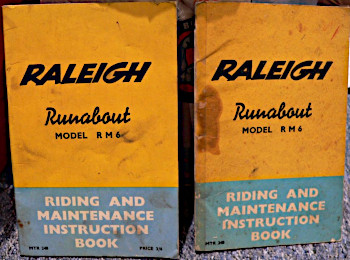 RALEIGH
Runabout
MODEL RM6
RIDING AND
MAINTENANCE
INSTRUCTION
BOOK
RALEIGH
Runabout
MODEL RM6
RIDING AND
MAINTENANCE
INSTRUCTION
BOOK